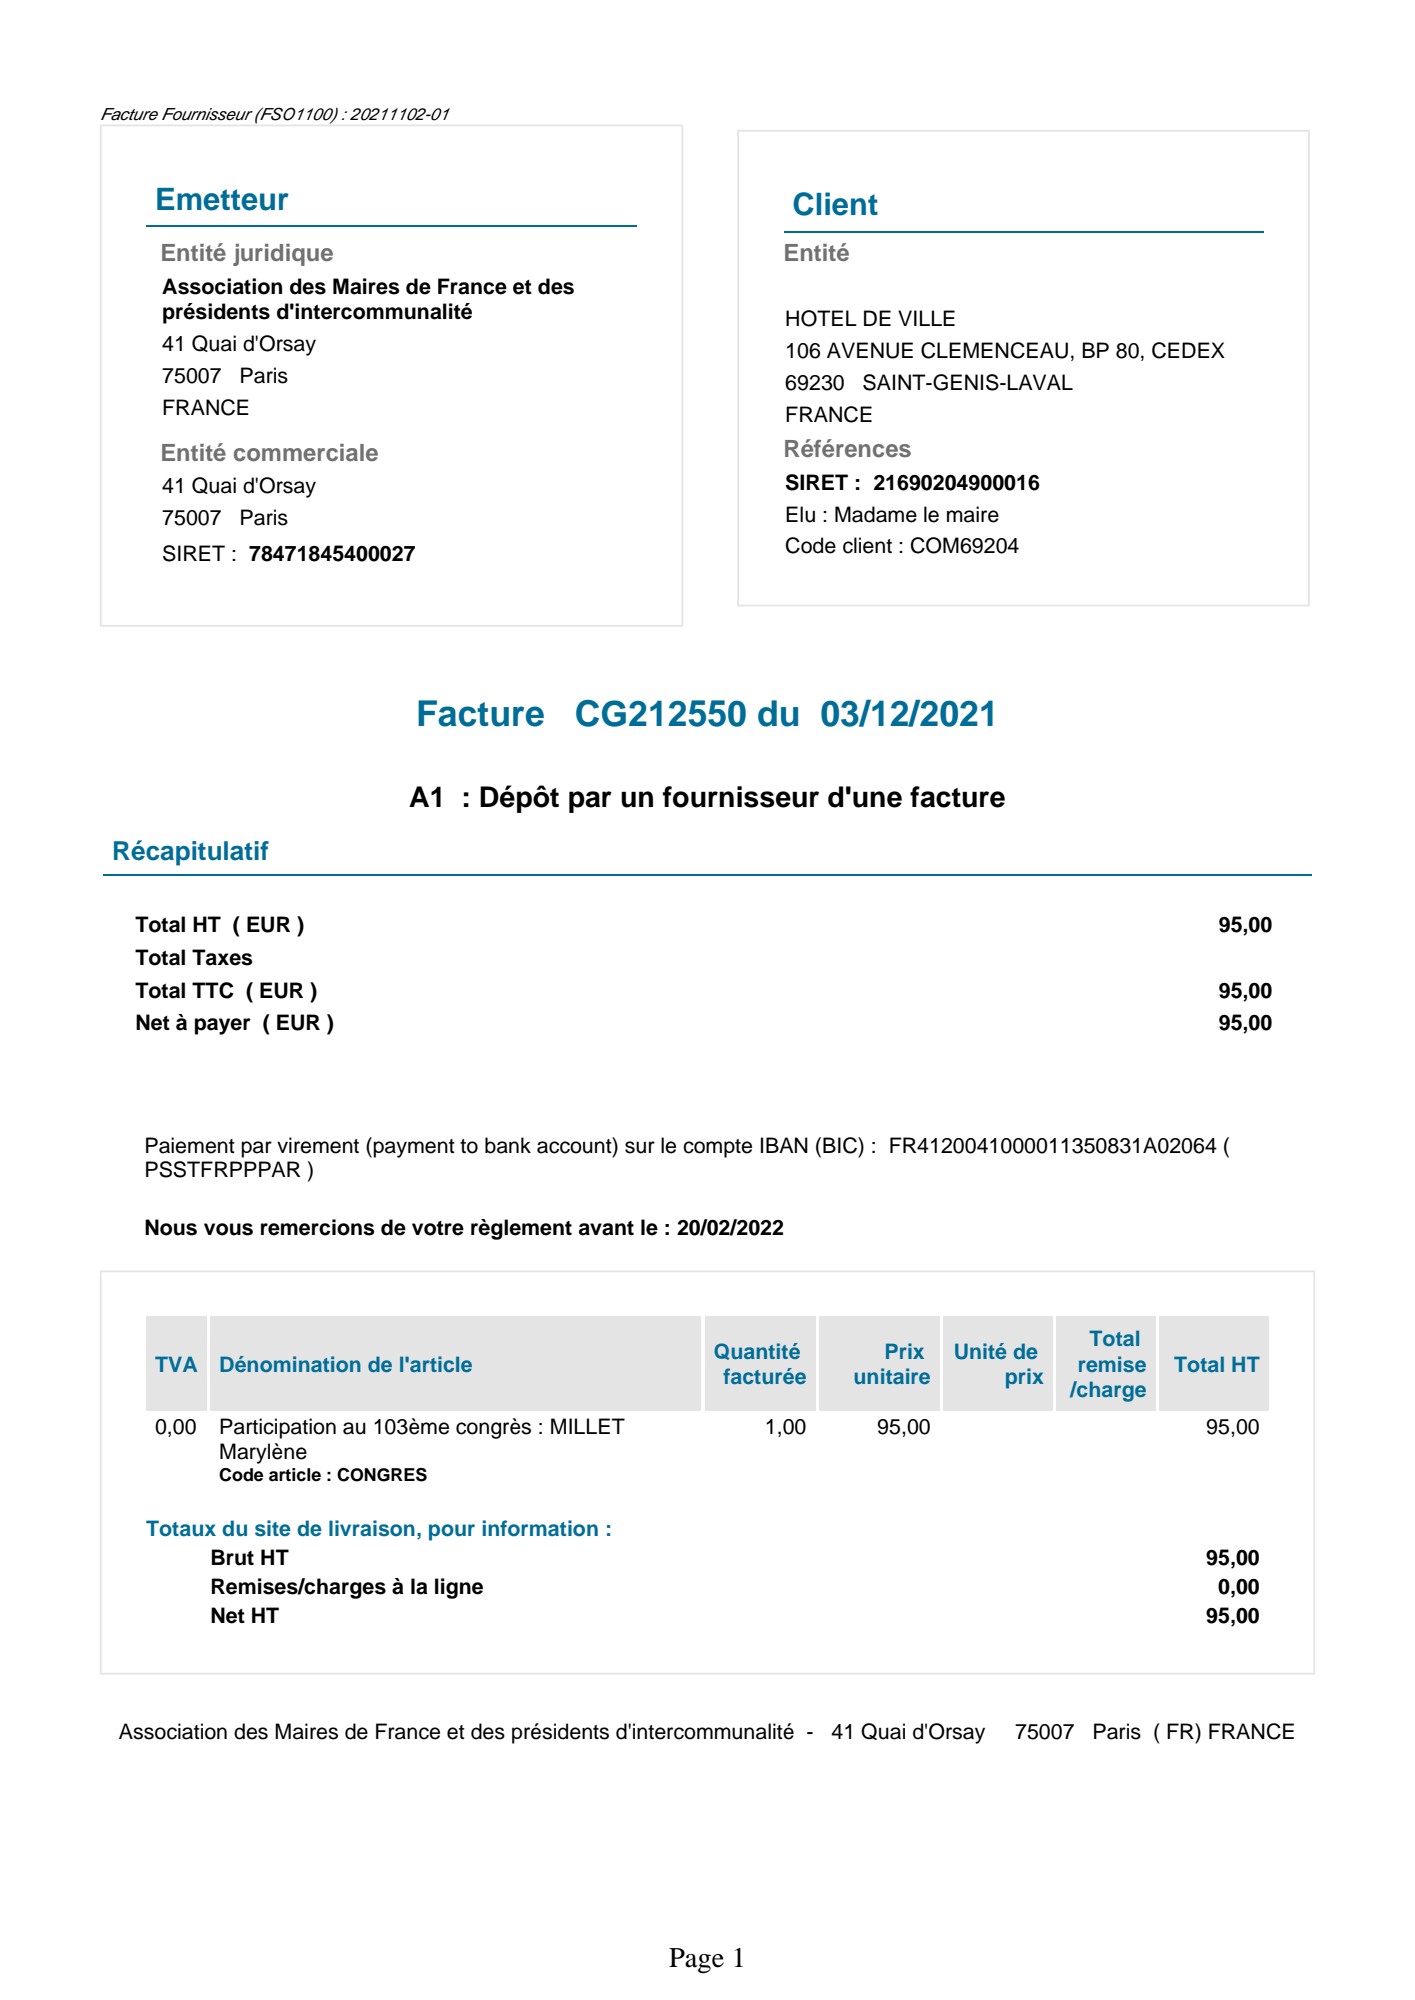 Facture Fournisseur (FSO1100) : 20211102-01
Emetteur
Entité juridique
Association des Maires de France et des
présidents d'intercommunalité
41 Quai d'Orsay
75007 Paris
FRANCE
Entité commerciale
41 Quai d'Orsay
75007 Paris
SIRET : 78471845400027
Client
Entité
HOTEL DE VILLE
106 AVENUE CLEMENCEAU, BP 80, CEDEX
69230 SAINT-GENIS-LAVAL
FRANCE
Références
SIRET : 21690204900016
Elu : Madame le maire
Code client : COM69204
Facture CG212550 du 03/12/2021
A1 : Dépôt par un fournisseur d'une facture
Récapitulatif
Total HT ( EUR ) 95,00
Total Taxes
Total TTC ( EUR ) 95,00
Net à payer ( EUR ) 95,00
Paiement par virement (payment to bank account) sur le compte IBAN (BIC) : FR4120041000011350831A02064 (
PSSTFRPPPAR )
Nous vous remercions de votre règlement avant le : 20/02/2022
TVA Dénomination de l'article Quantité facturée Prix unitaire Unité de prix Total remise /charge Total HT
0,00 Participation au 103ème congrès : MILLET 1,00 95,00 95,00
Marylène
Code article : CONGRES
Totaux du site de livraison, pour information :
Brut HT 95,00
Remises/charges à la ligne 0,00
Net HT 95,00
Association des Maires de France et des présidents d'intercommunalité - 41 Quai d'Orsay 75007 Paris ( FR) FRANCE
Page 1